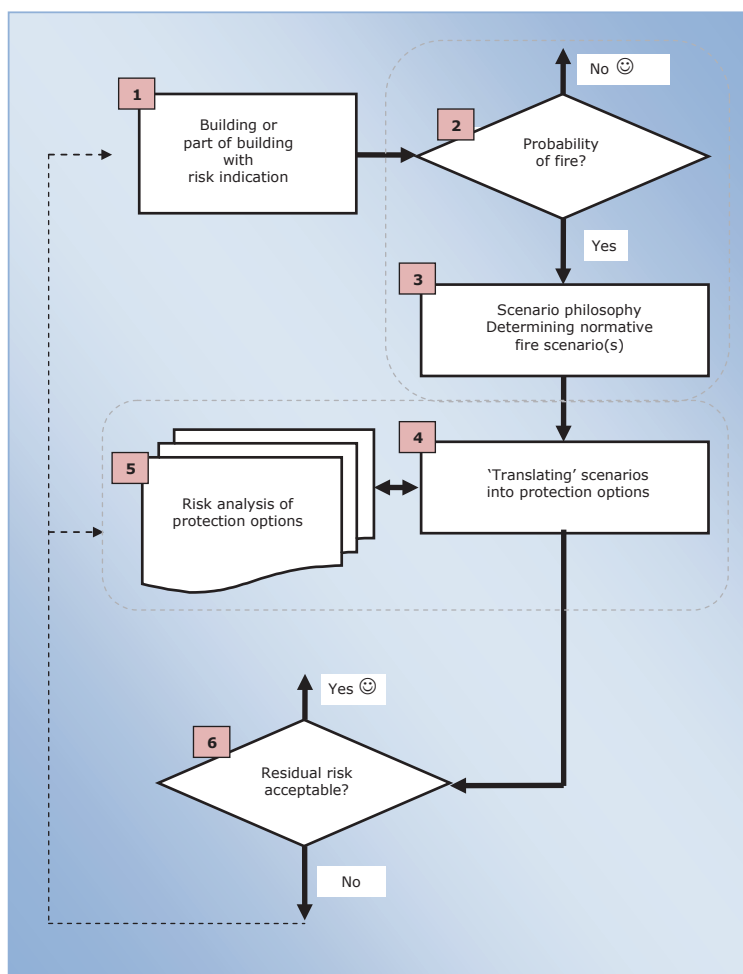 1
Building or
part of building
with
risk indication
No ☺
2
Probability
of fire?
Yes
3
Scenario philosophy
Determining normative
fire scenario(s)
4
‘Translating’ scenarios
into protection options
5
Risk analysis of
protection options
Yes ☺
6
Residual risk
acceptable?
No